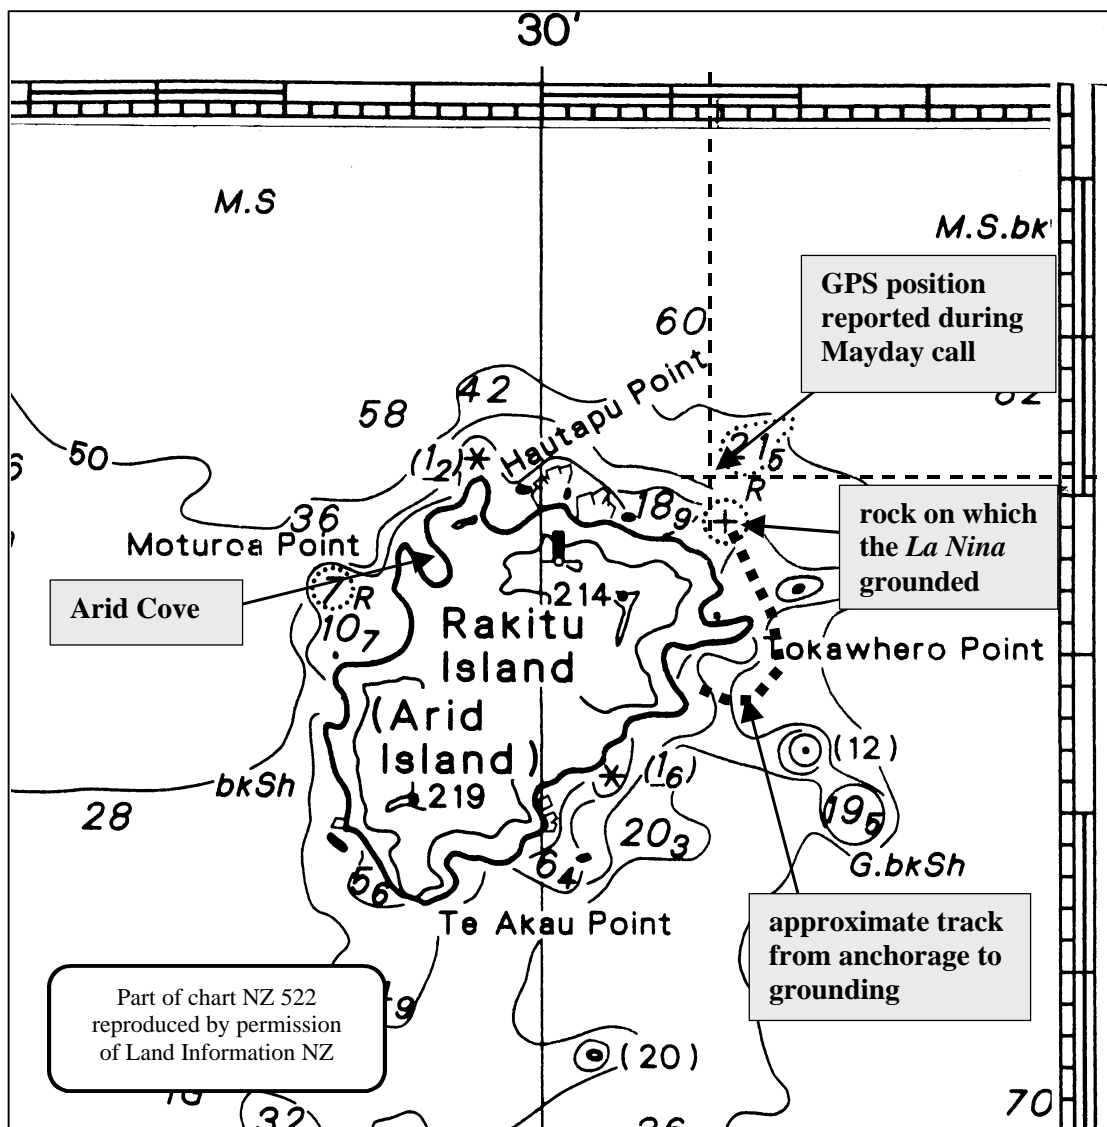 30'
M.S
M.S.bk
GPS position
reported during
Mayday call
60
58
42
Hautapu Point
50
(1₂)
21₅
R
36
18₉
rock on which
the La Nina
grounded
Moturoa Point
Arid Cove
7 R
10₇
214
Rakitu
Island
Tokawhero Point
(Arid
Island)
219
(12)
(1₆)
bkSh
28
20₃
19₅
G.bkSh
6₄
5₆
Te Akau Point
approximate track
from anchorage to
grounding
Part of chart NZ 522
reproduced by permission
of Land Information NZ
(20)
32
70